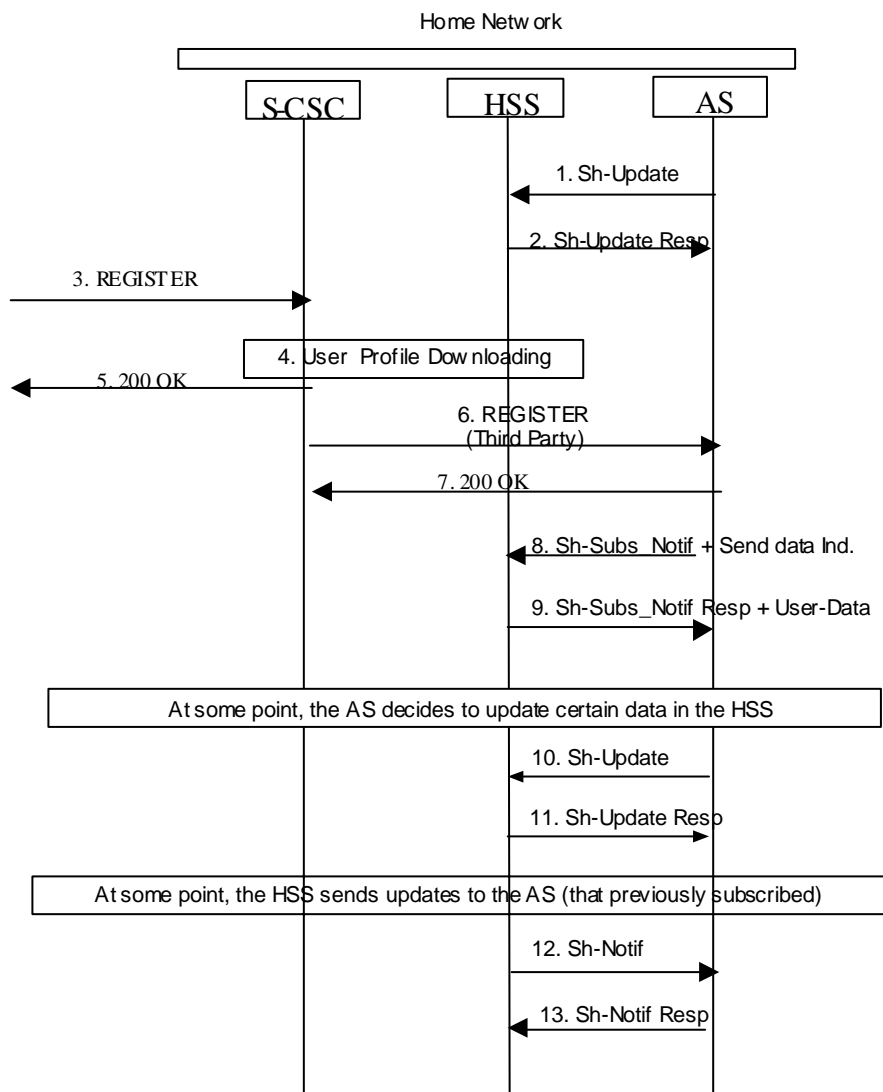 Home Network
S-CSC
HSS
AS
1. Sh-Update
2. Sh-Update Resp
3. REGISTER
4. User Profile Downloading
5. 200 OK
6. REGISTER
(Third Party)
7. 200 OK
8. Sh-Subs_Notif + Send data Ind.
9. Sh-Subs_Notif Resp + User-Data
At some point, the AS decides to update certain data in the HSS
10. Sh-Update
11. Sh-Update Resp
At some point, the HSS sends updates to the AS (that previously subscribed)
12. Sh-Notif
13. Sh-Notif Resp